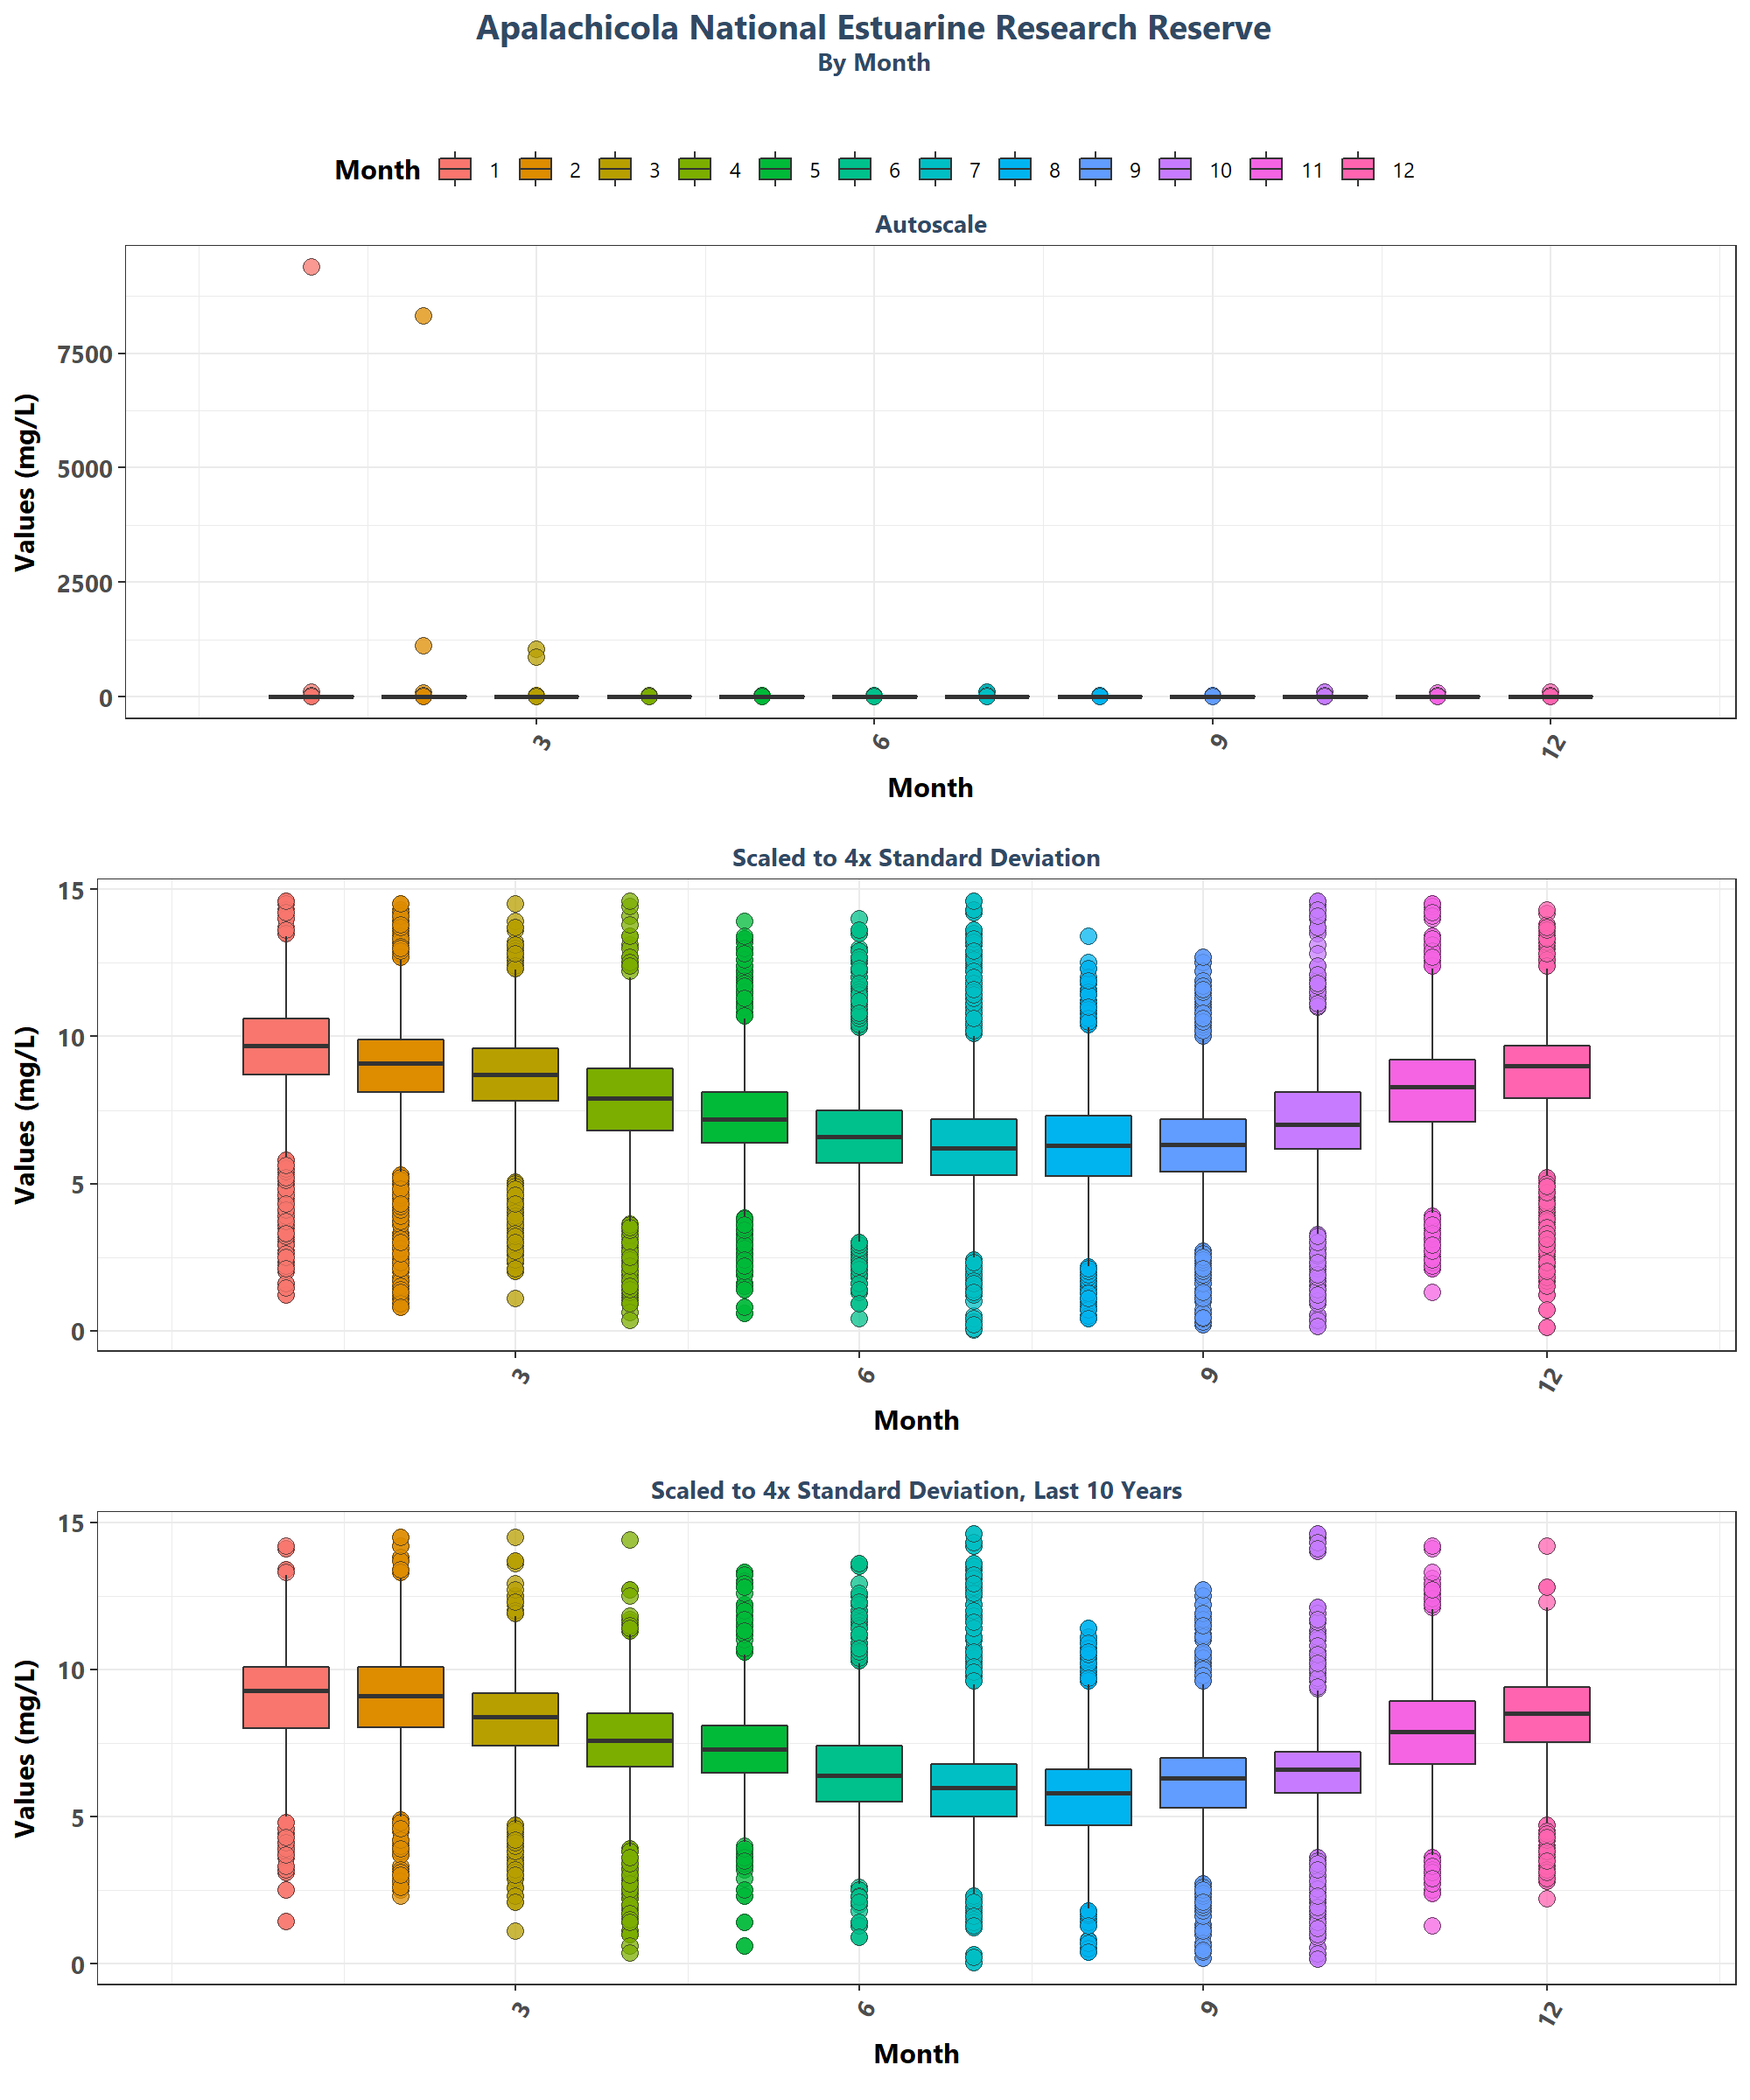 Apalachicola National Estuarine Research Reserve
By Month
Month 1 2 3 4 5 6 7 8 9 10 11 12
Autoscale
Values (mg/L)
7500
5000
2500
0
3 6 9 12
Month
Scaled to 4x Standard Deviation
Values (mg/L)
15
10
5
0
3 6 9 12
Month
Scaled to 4x Standard Deviation, Last 10 Years
Values (mg/L)
15
10
5
0
3 6 9 12
Month